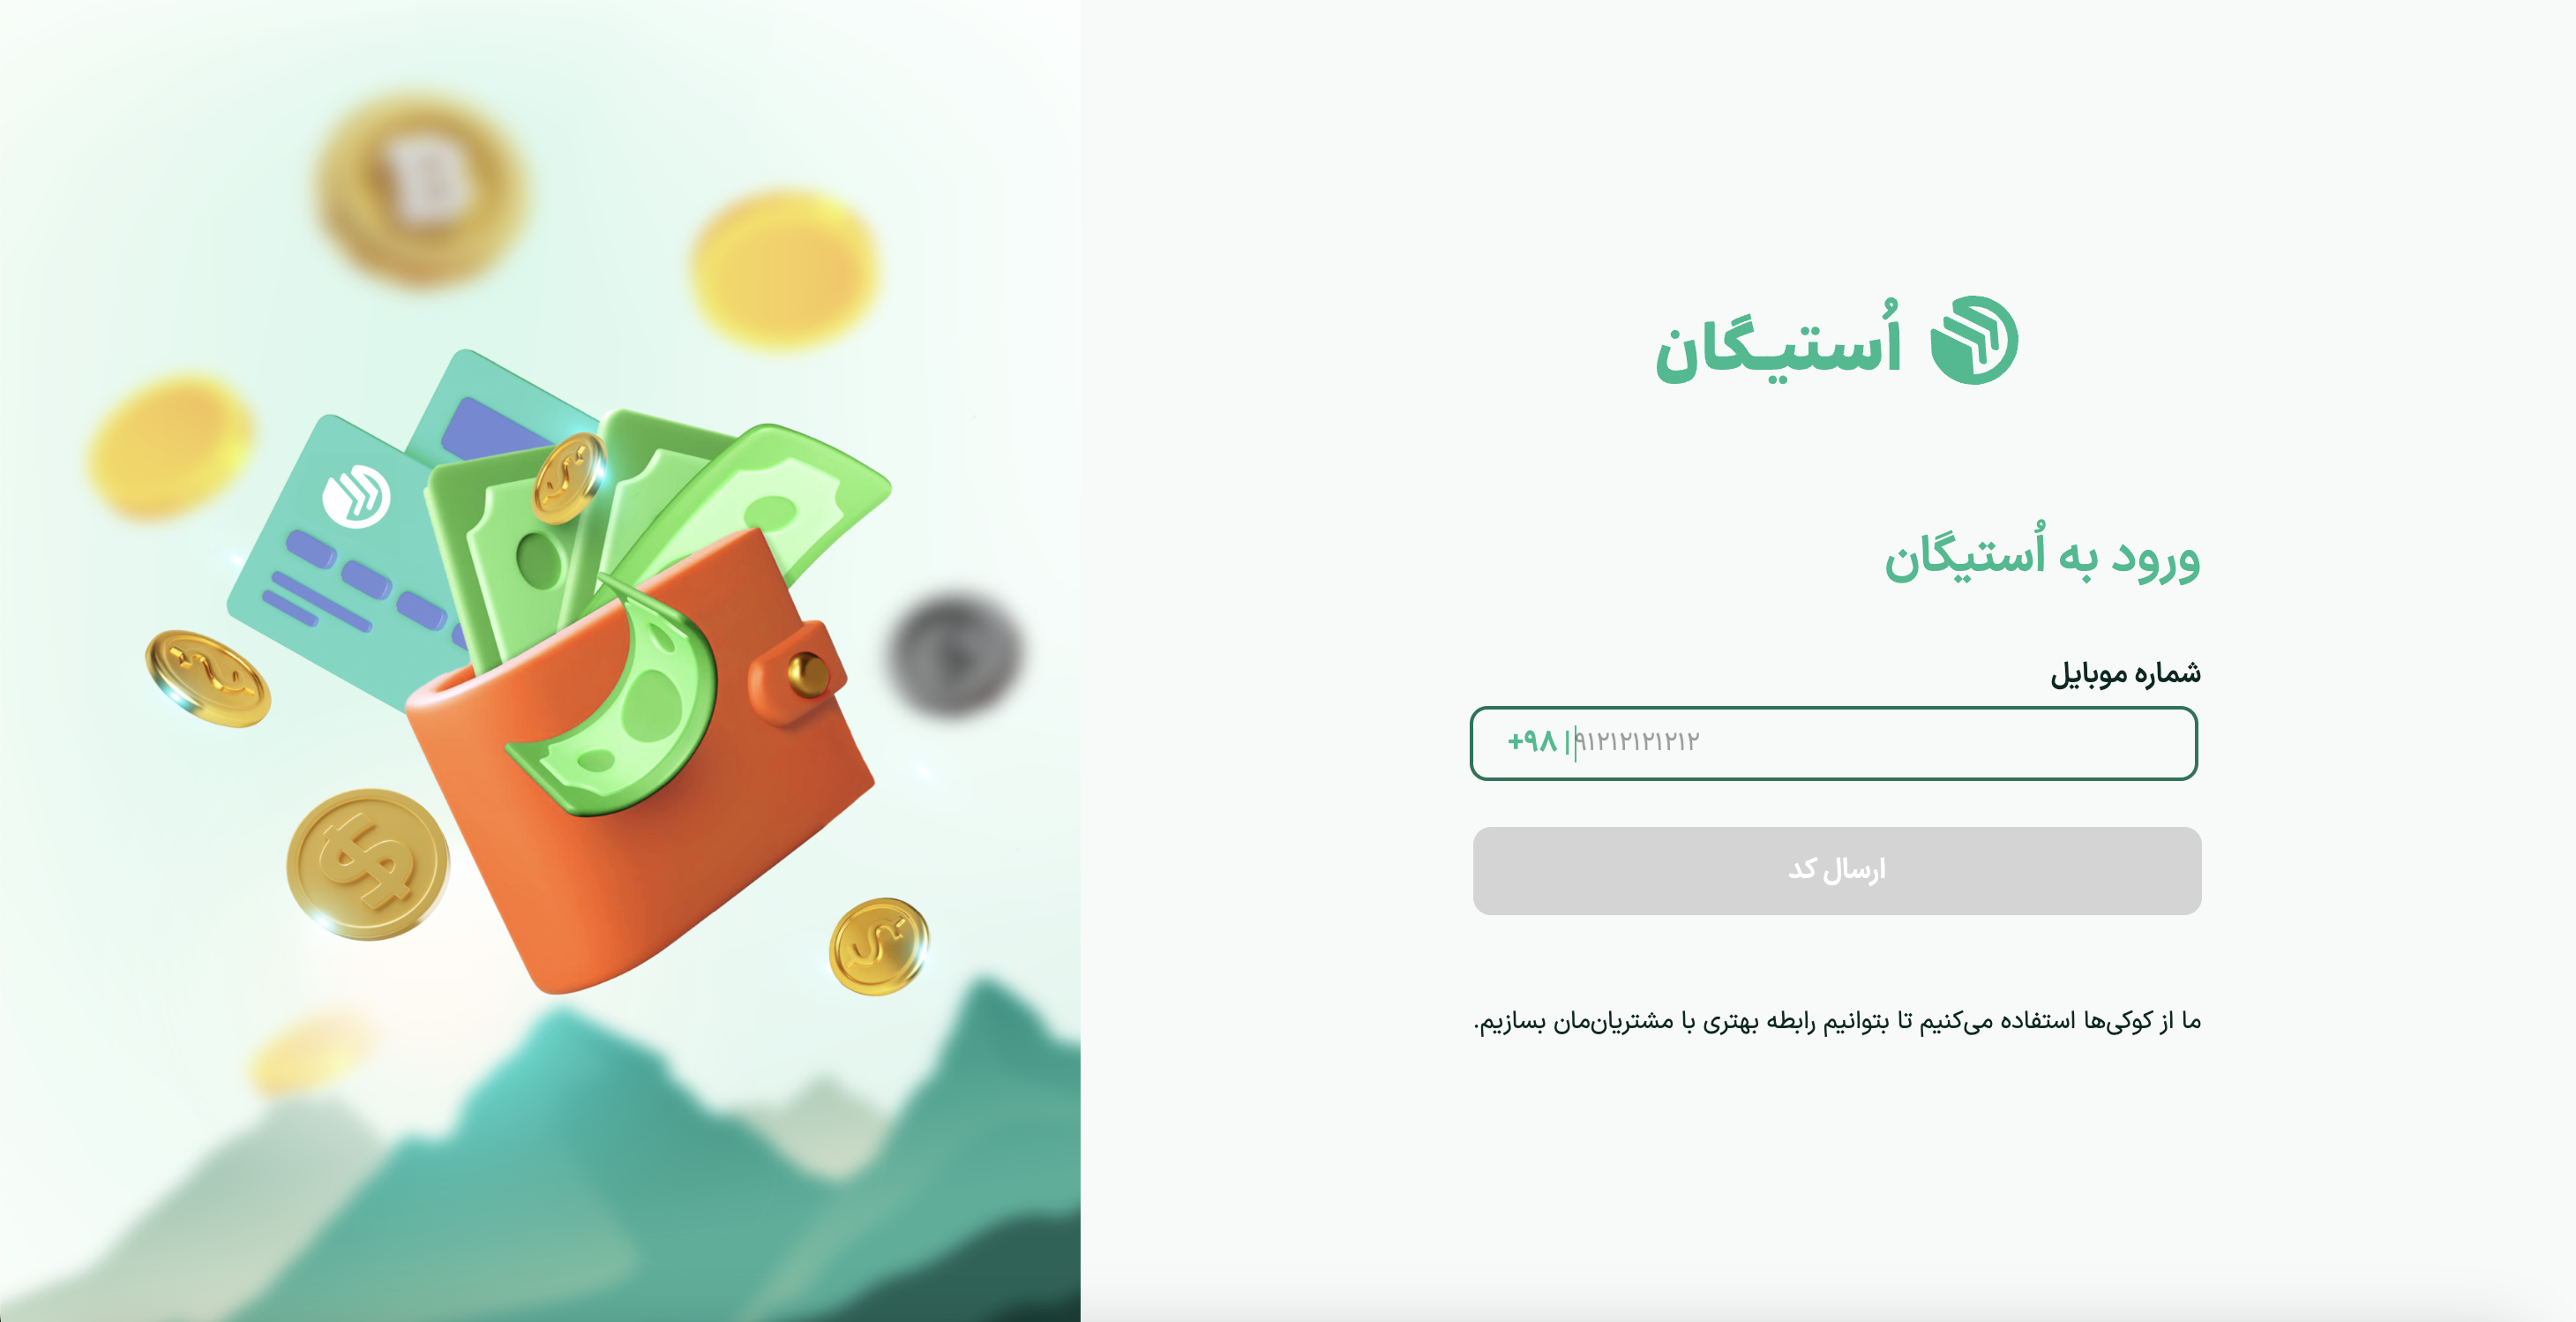 اُستیگان
ورود به اُستیگان
شماره موبایل
+۹۸ | ۹۱۲۱۲۱۲۱۲۱۲
ارسال کد
ما از کوکی‌ها استفاده می‌کنیم تا بتوانیم رابطه بهتری با مشتریان‌مان بسازیم.